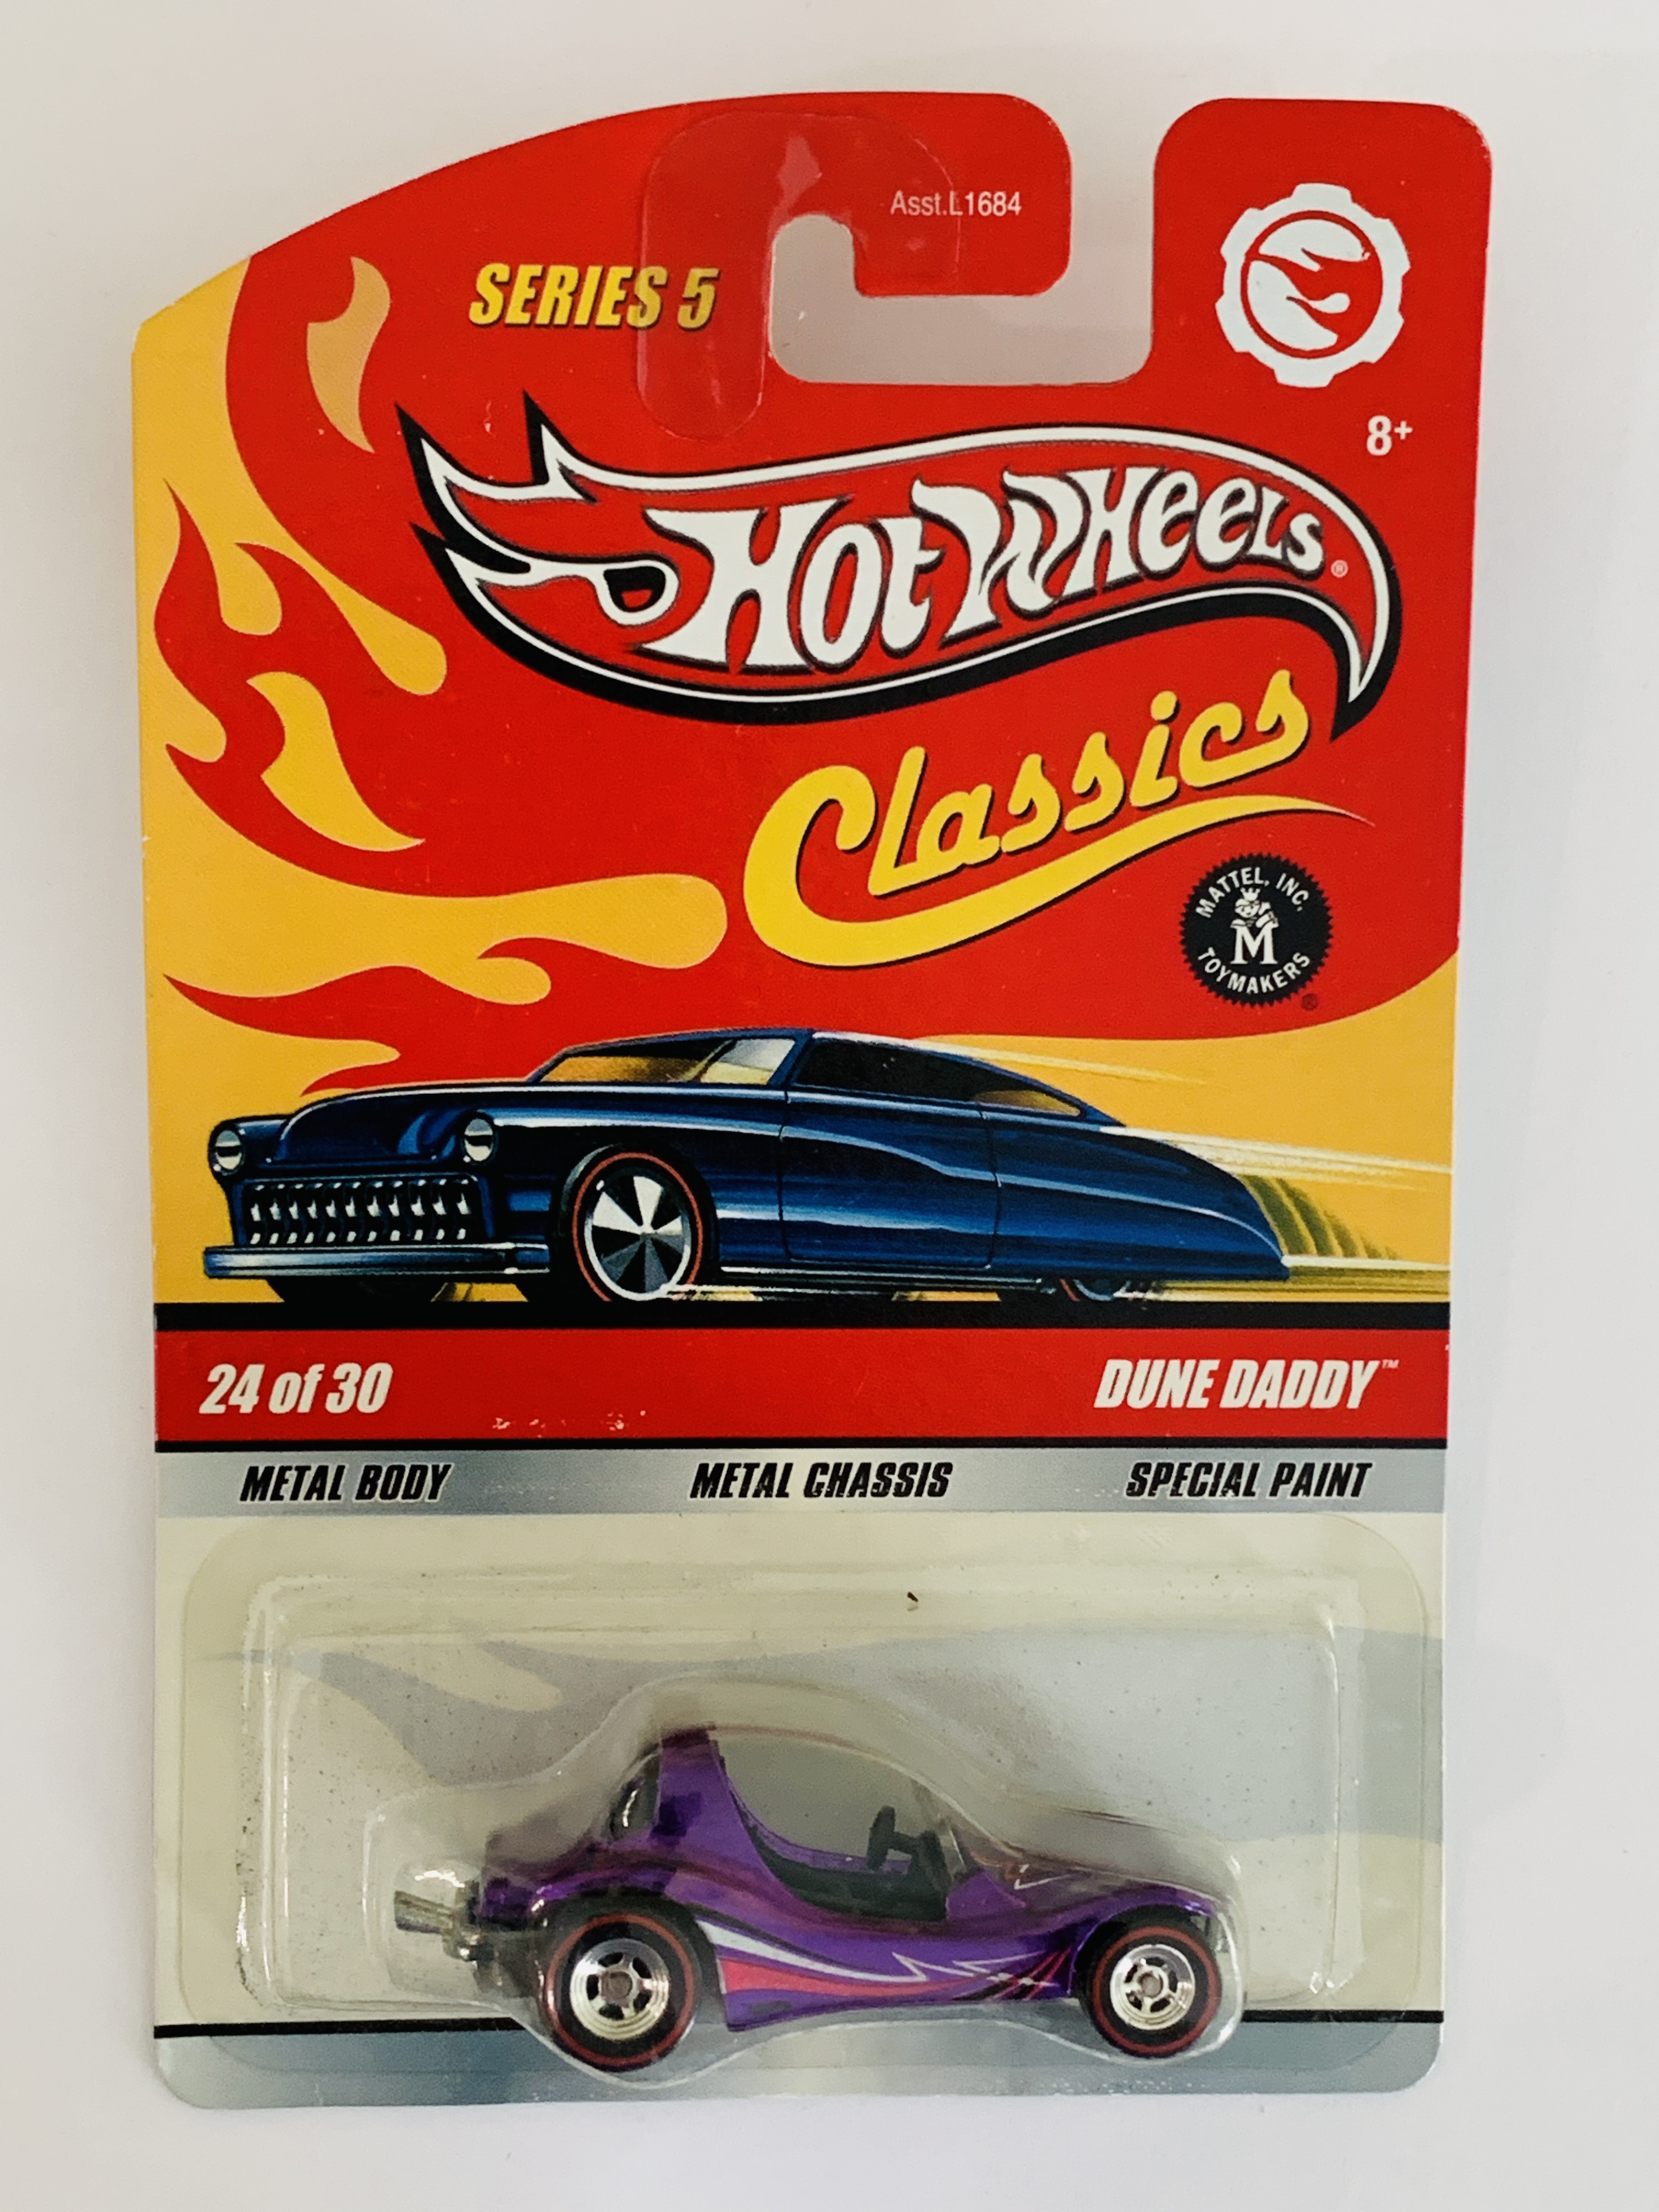 Asst.L1684
SERIES 5
8+
HOT WHEELS®
Classics
MATTEL, INC.
M
TOYMAKERS
®
24 of 30
DUNE DADDY™
METAL BODY
METAL CHASSIS
SPECIAL PAINT